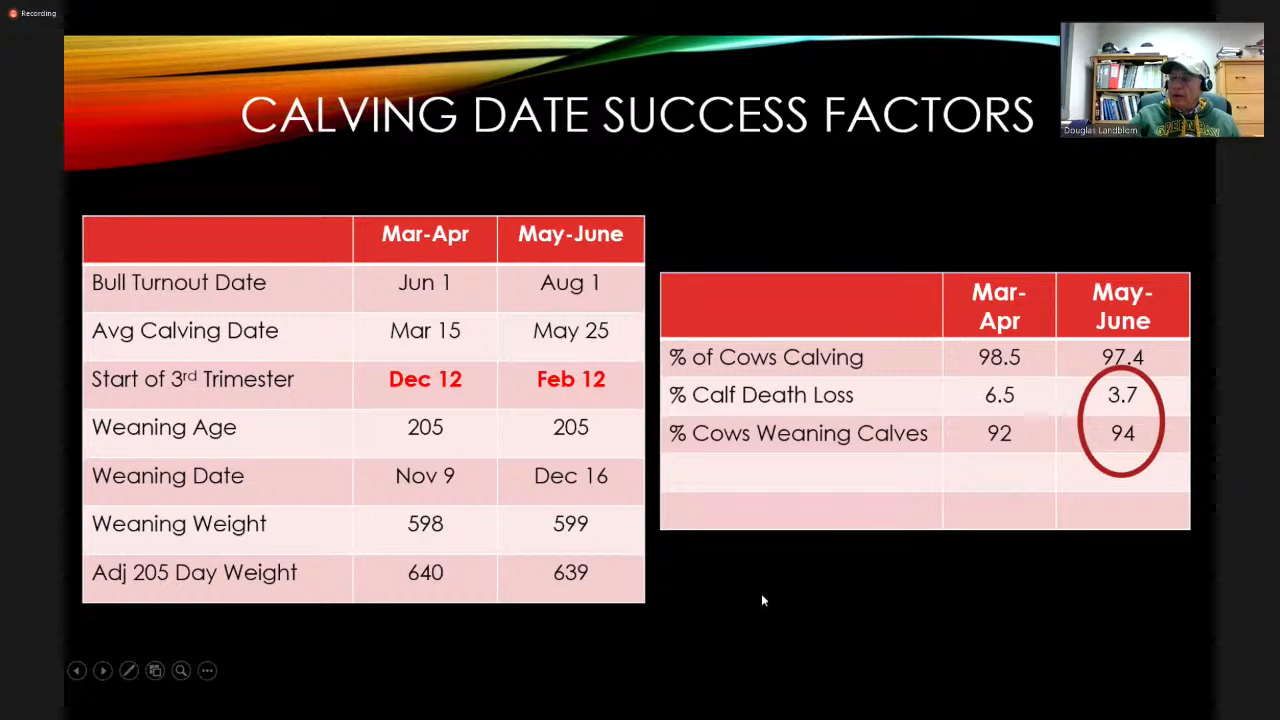 Recording
CALVING DATE SUCCESS FACTORS
Douglas Landblom
GREEN BAY
Mar-Apr May-June
Bull Turnout Date Jun 1 Aug 1
Avg Calving Date Mar 15 May 25
Start of 3rd Trimester Dec 12 Feb 12
Weaning Age 205 205
Weaning Date Nov 9 Dec 16
Weaning Weight 598 599
Adj 205 Day Weight 640 639
Mar-
Apr
May-
June
% of Cows Calving 98.5 97.4
% Calf Death Loss 6.5 3.7
% Cows Weaning Calves 92 94